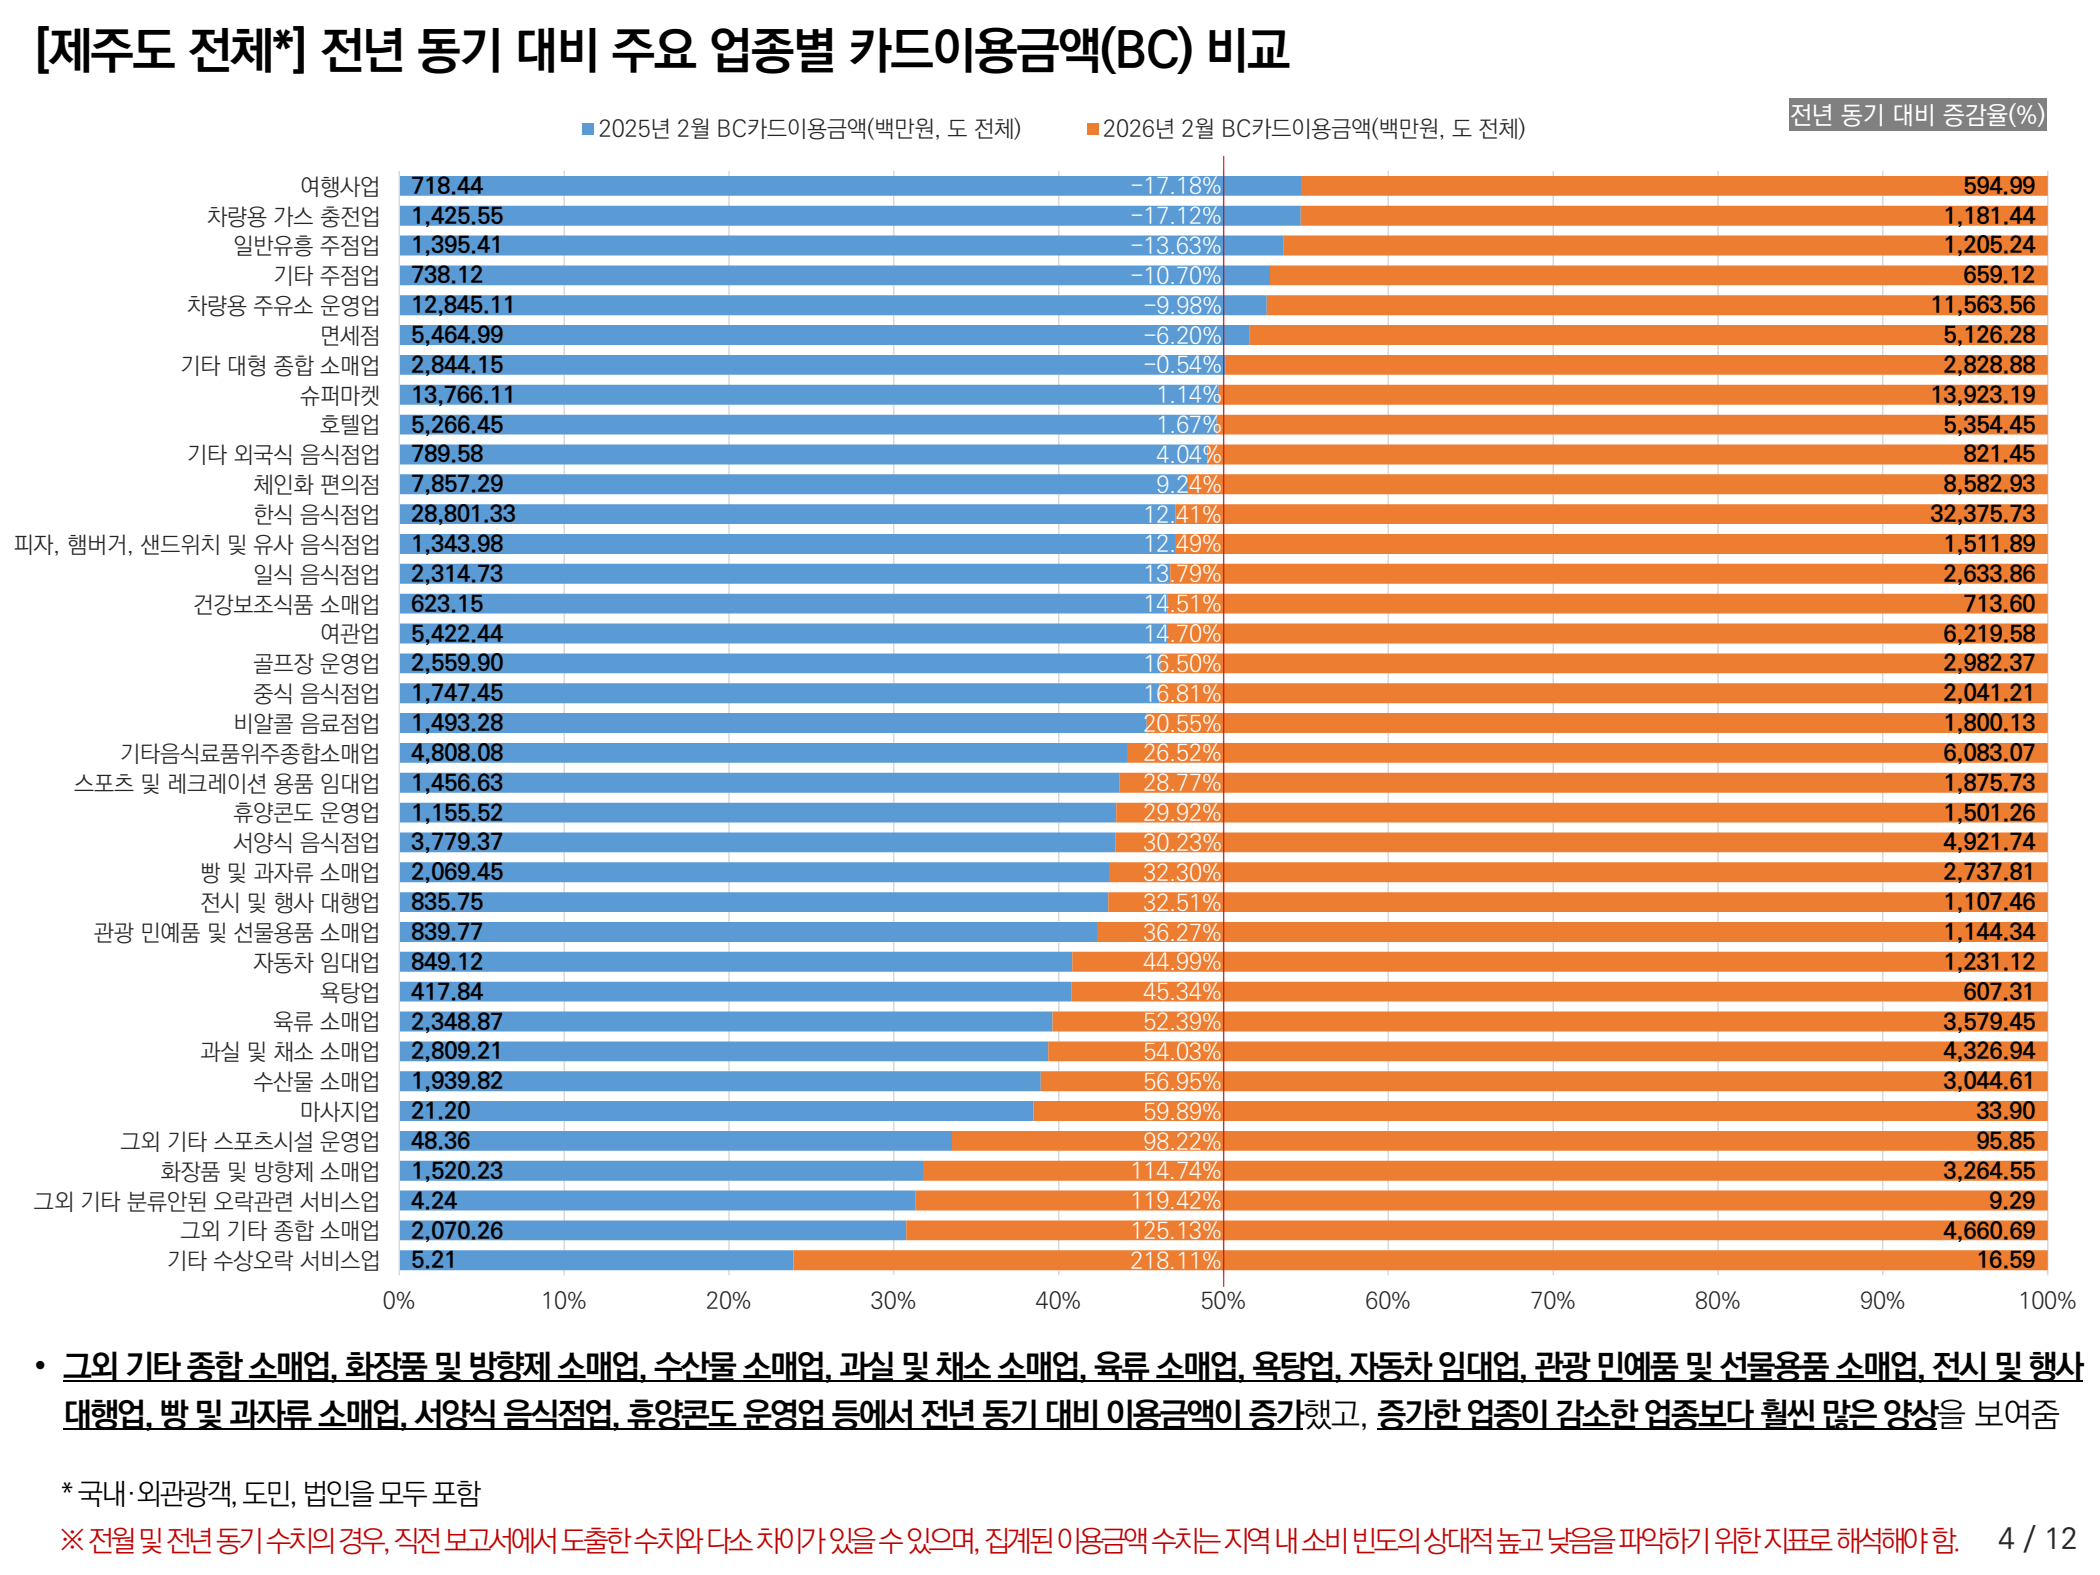 [제주도 전체*] 전년 동기 대비 주요 업종별 카드이용금액(BC) 비교
전년 동기 대비 증감율(%)
2025년 2월 BC카드이용금액(백만원, 도 전체) 2026년 2월 BC카드이용금액(백만원, 도 전체)
여행사업 718.44 -17.18% 594.99
차량용 가스 충전업 1,425.55 -17.12% 1,181.44
일반유흥 주점업 1,395.41 -13.63% 1,205.24
기타 주점업 738.12 -10.70% 659.12
차량용 주유소 운영업 12,845.11 -9.98% 11,563.56
면세점 5,464.99 -6.20% 5,126.28
기타 대형 종합 소매업 2,844.15 -0.54% 2,828.88
슈퍼마켓 13,766.11 1.14% 13,923.19
호텔업 5,266.45 1.67% 5,354.45
기타 외국식 음식점업 789.58 4.04% 821.45
체인화 편의점 7,857.29 9.24% 8,582.93
한식 음식점업 28,801.33 12.41% 32,375.73
피자, 햄버거, 샌드위치 및 유사 음식점업 1,343.98 12.49% 1,511.89
일식 음식점업 2,314.73 13.79% 2,633.86
건강보조식품 소매업 623.15 14.51% 713.60
여관업 5,422.44 14.70% 6,219.58
골프장 운영업 2,559.90 16.50% 2,982.37
중식 음식점업 1,747.45 16.81% 2,041.21
비알콜 음료점업 1,493.28 20.55% 1,800.13
기타음식료품위주종합소매업 4,808.08 26.52% 6,083.07
스포츠 및 레크레이션 용품 임대업 1,456.63 28.77% 1,875.73
휴양콘도 운영업 1,155.52 29.92% 1,501.26
서양식 음식점업 3,779.37 30.23% 4,921.74
빵 및 과자류 소매업 2,069.45 32.30% 2,737.81
전시 및 행사 대행업 835.75 32.51% 1,107.46
관광 민예품 및 선물용품 소매업 839.77 36.27% 1,144.34
자동차 임대업 849.12 44.99% 1,231.12
욕탕업 417.84 45.34% 607.31
육류 소매업 2,348.87 52.39% 3,579.45
과실 및 채소 소매업 2,809.21 54.03% 4,326.94
수산물 소매업 1,939.82 56.95% 3,044.61
마사지업 21.20 59.89% 33.90
그외 기타 스포츠시설 운영업 48.36 98.22% 95.85
화장품 및 방향제 소매업 1,520.23 114.74% 3,264.55
그외 기타 분류안된 오락관련 서비스업 4.24 119.42% 9.29
그외 기타 종합 소매업 2,070.26 125.13% 4,660.69
기타 수상오락 서비스업 5.21 218.11% 16.59
0% 10% 20% 30% 40% 50% 60% 70% 80% 90% 100%
• 그외 기타 종합 소매업, 화장품 및 방향제 소매업, 수산물 소매업, 과실 및 채소 소매업, 육류 소매업, 욕탕업, 자동차 임대업, 관광 민예품 및 선물용품 소매업, 전시 및 행사
대행업, 빵 및 과자류 소매업, 서양식 음식점업, 휴양콘도 운영업 등에서 전년 동기 대비 이용금액이 증가했고, 증가한 업종이 감소한 업종보다 훨씬 많은 양상을 보여줌
* 국내·외관광객, 도민, 법인을 모두 포함
※ 전월 및 전년 동기 수치의 경우, 직전 보고서에서 도출한 수치와 다소 차이가 있을 수 있으며, 집계된 이용금액 수치는 지역 내 소비 빈도의 상대적 높고 낮음을 파악하기 위한 지표로 해석해야 함.
4 / 12